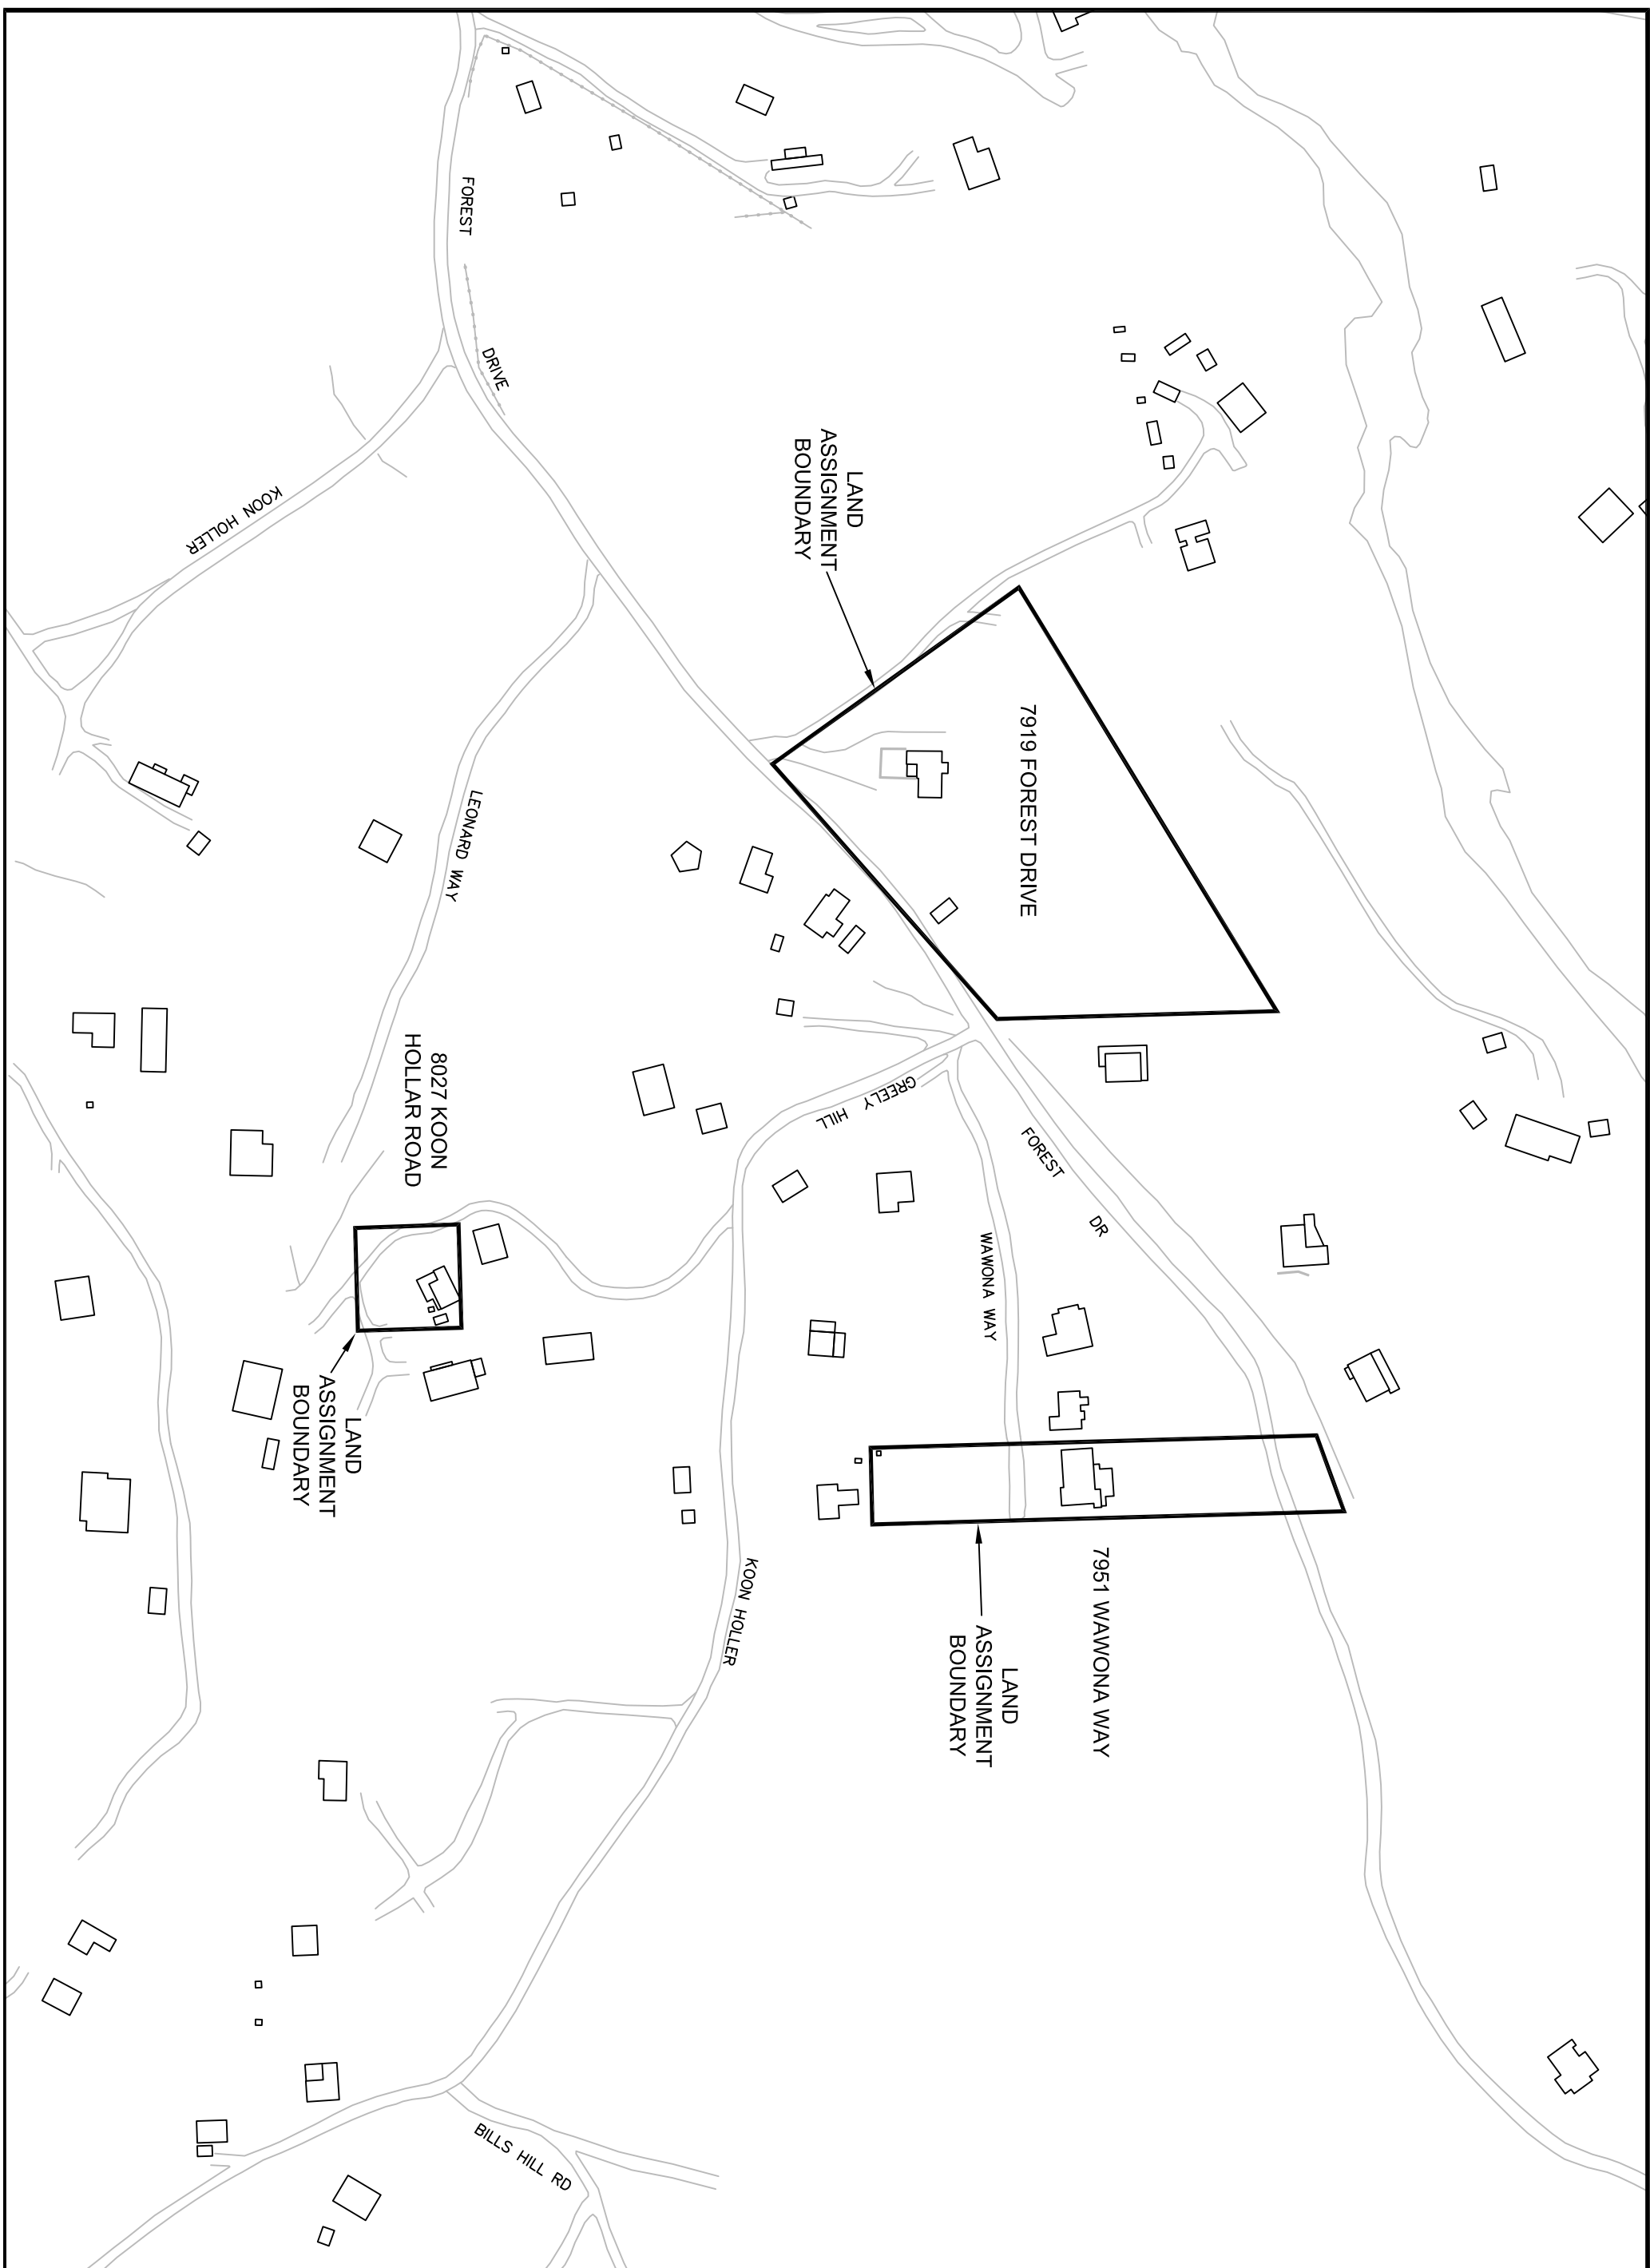 FOREST
DRIVE
KOON HOLLER
LAND
ASSIGNMENT
BOUNDARY
7919 FOREST DRIVE
LEONARD WAY
8027 KOON
HOLLAR ROAD
GREELY HILL
FOREST
DR
WAWONA WAY
LAND
ASSIGNMENT
BOUNDARY
7951 WAWONA WAY
LAND
ASSIGNMENT
BOUNDARY
KOON HOLLER
BILLS HILL RD